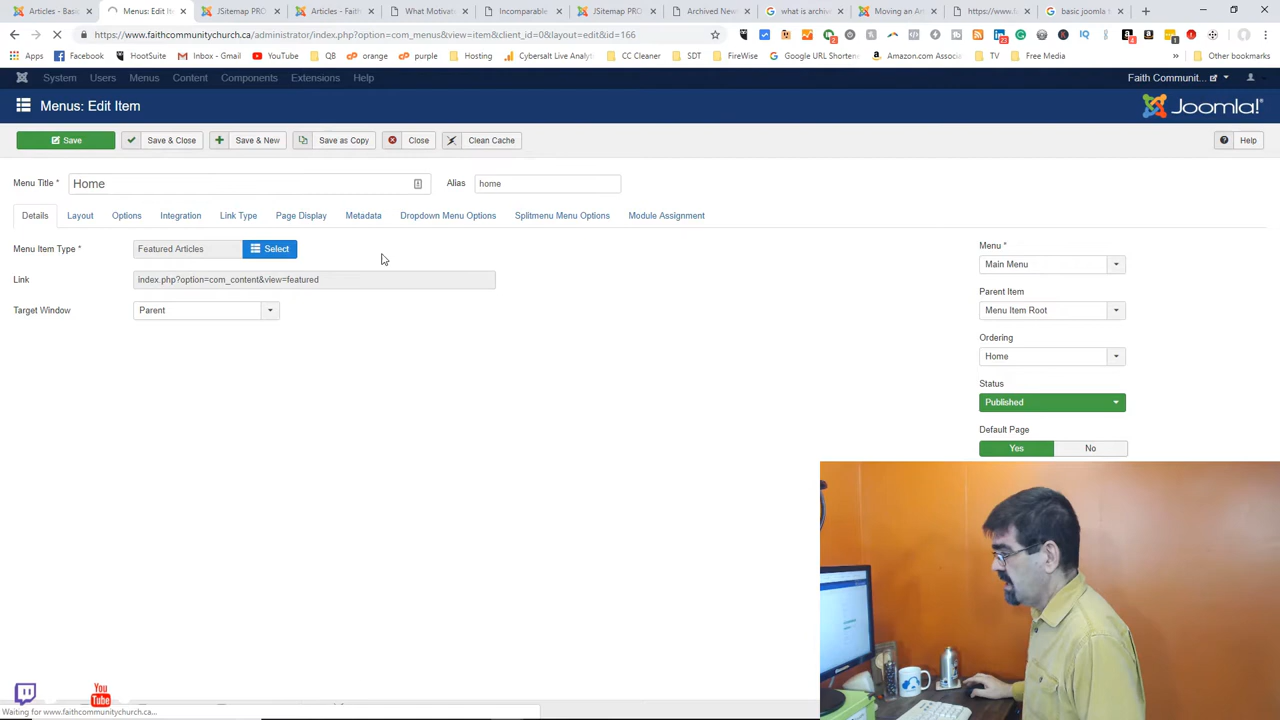 Articles - Basic
Menus: Edit It
JSitemap PRO
Articles - Faith
What Motivate
Incomparable
JSitemap PRO
Archived New
what is archiv
Moving an Ar
https://www.f
basic joomla t
https://www.faithcommunitychurch.ca/administrator/index.php?option=com_menus&view=item&client_id=0&layout=edit&id=166
Apps
HootSuite
Inbox - Gmail
YouTube
QB
orange
purple
Hosting
Cybersalt Live Analy
CC Cleaner
SDT
FireWise
Google URL Shortene
Amazon.com Associ
TV
Free Media
Other bookmarks
Facebook
System
Users
Menus
Content
Components
Extensions
Help
Faith Communit...
Menus: Edit Item
Joomla!
Save
Save & Close
Save & New
Save as Copy
Close
Clean Cache
Help
Menu Title *
Home
Alias
home
Details
Layout
Options
Integration
Link Type
Page Display
Metadata
Dropdown Menu Options
Splitmenu Menu Options
Module Assignment
Menu Item Type *
Featured Articles
Select
Link
index.php?option=com_content&view=featured
Target Window
Parent
Menu *
Main Menu
Parent Item
Menu Item Root
Ordering
Home
Status
Published
Default Page
Yes
No
You
Tube
Waiting for www.faithcommunitychurch.ca...